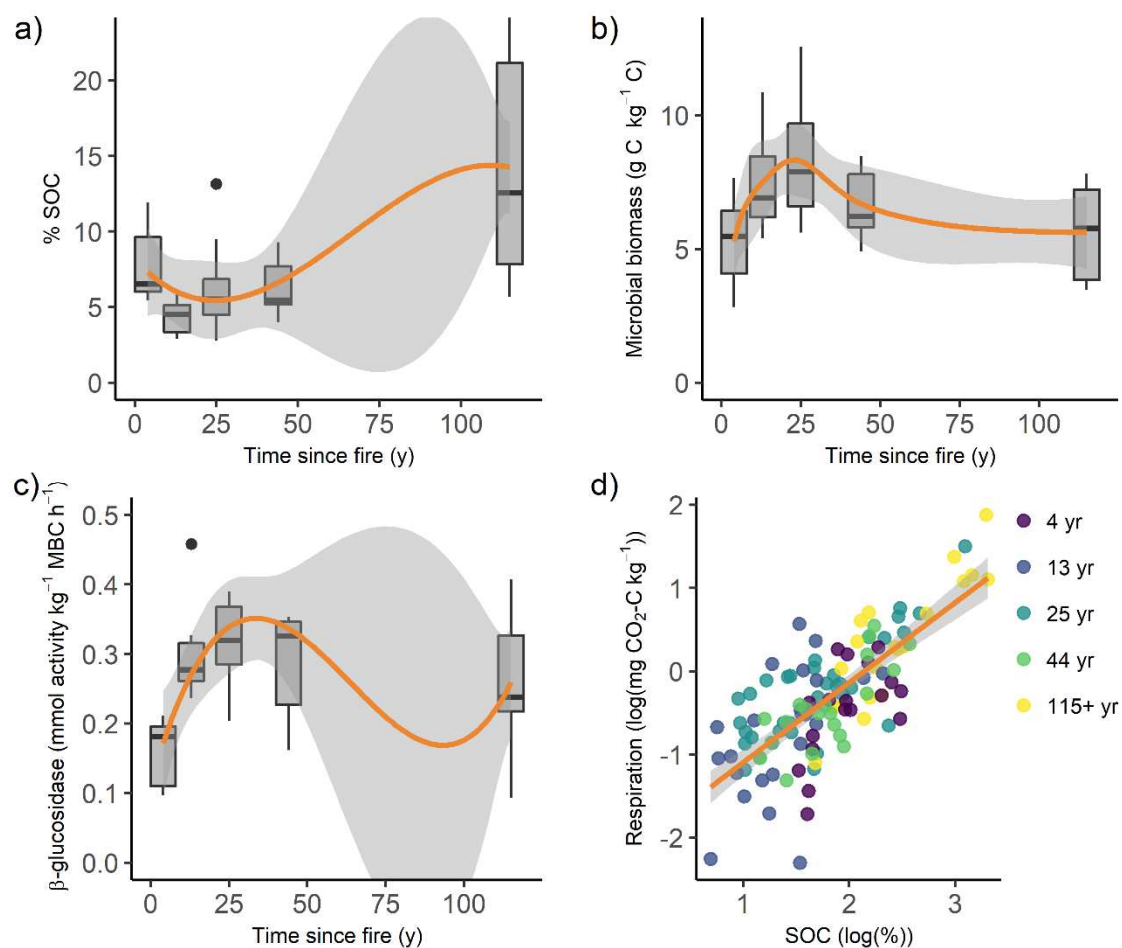 a)
% SOC
20
15
10
5
0
0 25 50 75 100
Time since fire (y)
b)
Microbial biomass (g C kg⁻¹ C)
10
5
0
0 25 50 75 100
Time since fire (y)
c)
β-glucosidase (mmol activity kg⁻¹ MBC h⁻¹)
0.5
0.4
0.3
0.2
0.1
0.0
0 25 50 75 100
Time since fire (y)
d)
Respiration (log(mg CO₂-C kg⁻¹))
2
1
0
-1
-2
1 2 3
SOC (log(%))
4 yr
13 yr
25 yr
44 yr
115+ yr